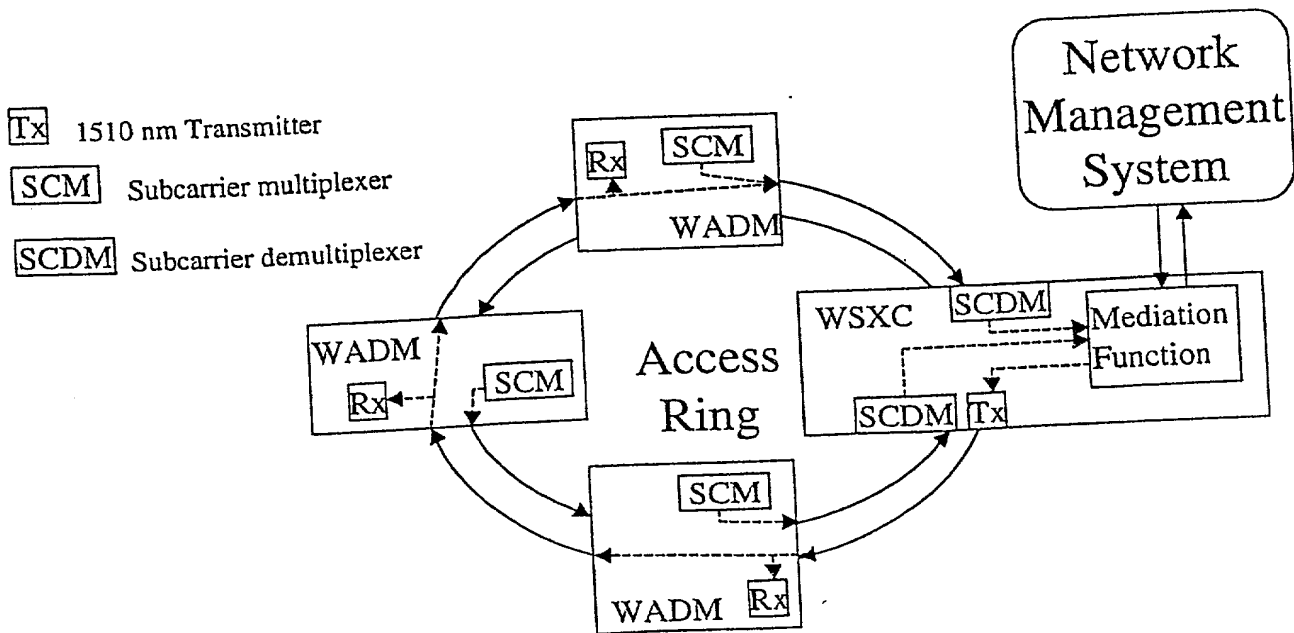 Network
Management
System
Tx 1510 nm Transmitter
SCM Subcarrier multiplexer
SCDM Subcarrier demultiplexer
Rx
SCM
WADM
WSXC
SCDM
Mediation
Function
SCDM
Tx
WADM
Rx
SCM
Access
Ring
SCM
WADM
Rx